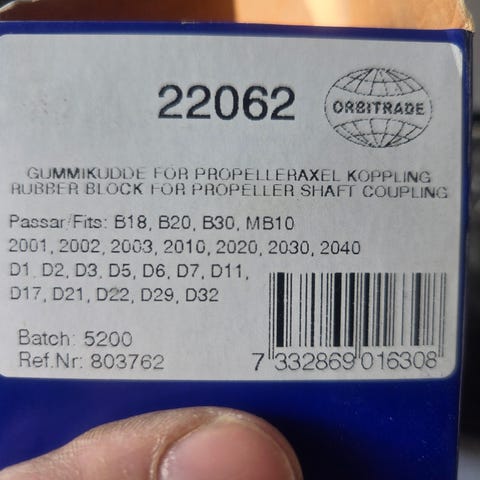 22062
ORBITRADE
GUMMIKUDDE FÖR PROPELLERAXEL KOPPLING
RUBBER BLOCK FOR PROPELLER SHAFT COUPLING
Passar/Fits: B18, B20, B30, MB10
2001, 2002, 2003, 2010, 2020, 2030, 2040
D1, D2, D3, D5, D6, D7, D11,
D17, D21, D22, D29, D32
Batch: 5200
Ref.Nr: 803762
7 332869 016308